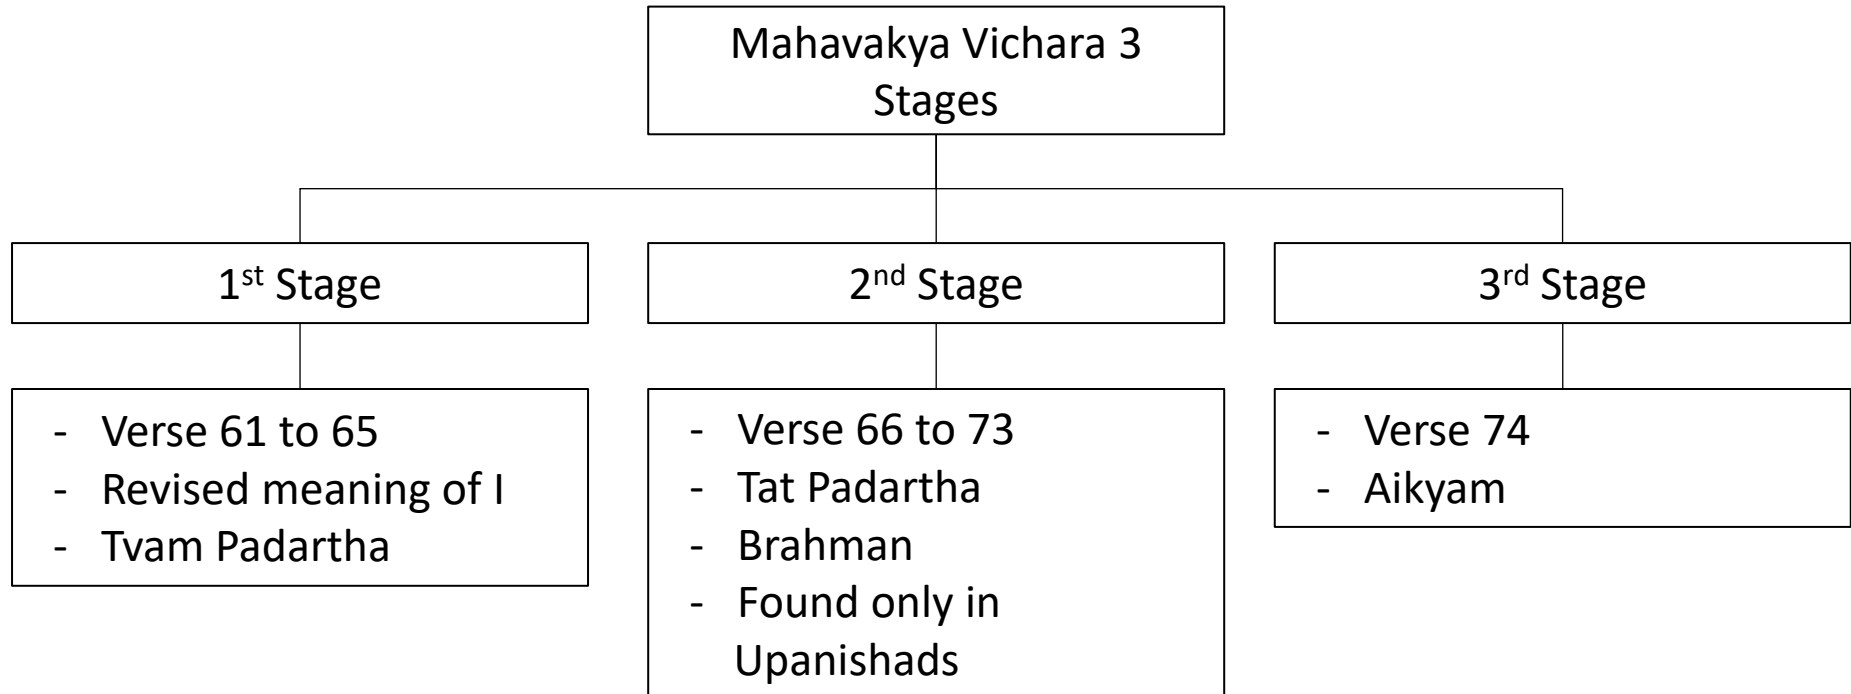 Mahavakya Vichara 3
Stages
1st Stage
2nd Stage
3rd Stage
- Verse 61 to 65
- Revised meaning of I
- Tvam Padartha
- Verse 66 to 73
- Tat Padartha
- Brahman
- Found only in
Upanishads
- Verse 74
- Aikyam